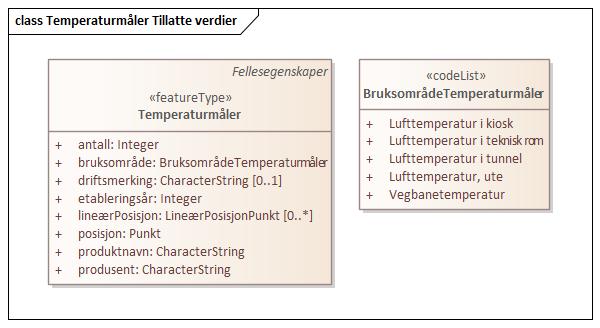 class Temperaturmåler Tillatte verdier
Fellesegenskaper
«featureType»
Temperaturmåler
+ antall: Integer
+ bruksområde: BruksområdeTemperaturmåler
+ driftsmerking: CharacterString [0..1]
+ etableringsår: Integer
+ lineærPosisjon: LineærPosisjonPunkt [0..*]
+ posisjon: Punkt
+ produktnavn: CharacterString
+ produsent: CharacterString
«codeList»
BruksområdeTemperaturmåler
+ Lufttemperatur i kiosk
+ Lufttemperatur i teknisk rom
+ Lufttemperatur i tunnel
+ Lufttemperatur, ute
+ Vegbanetemperatur